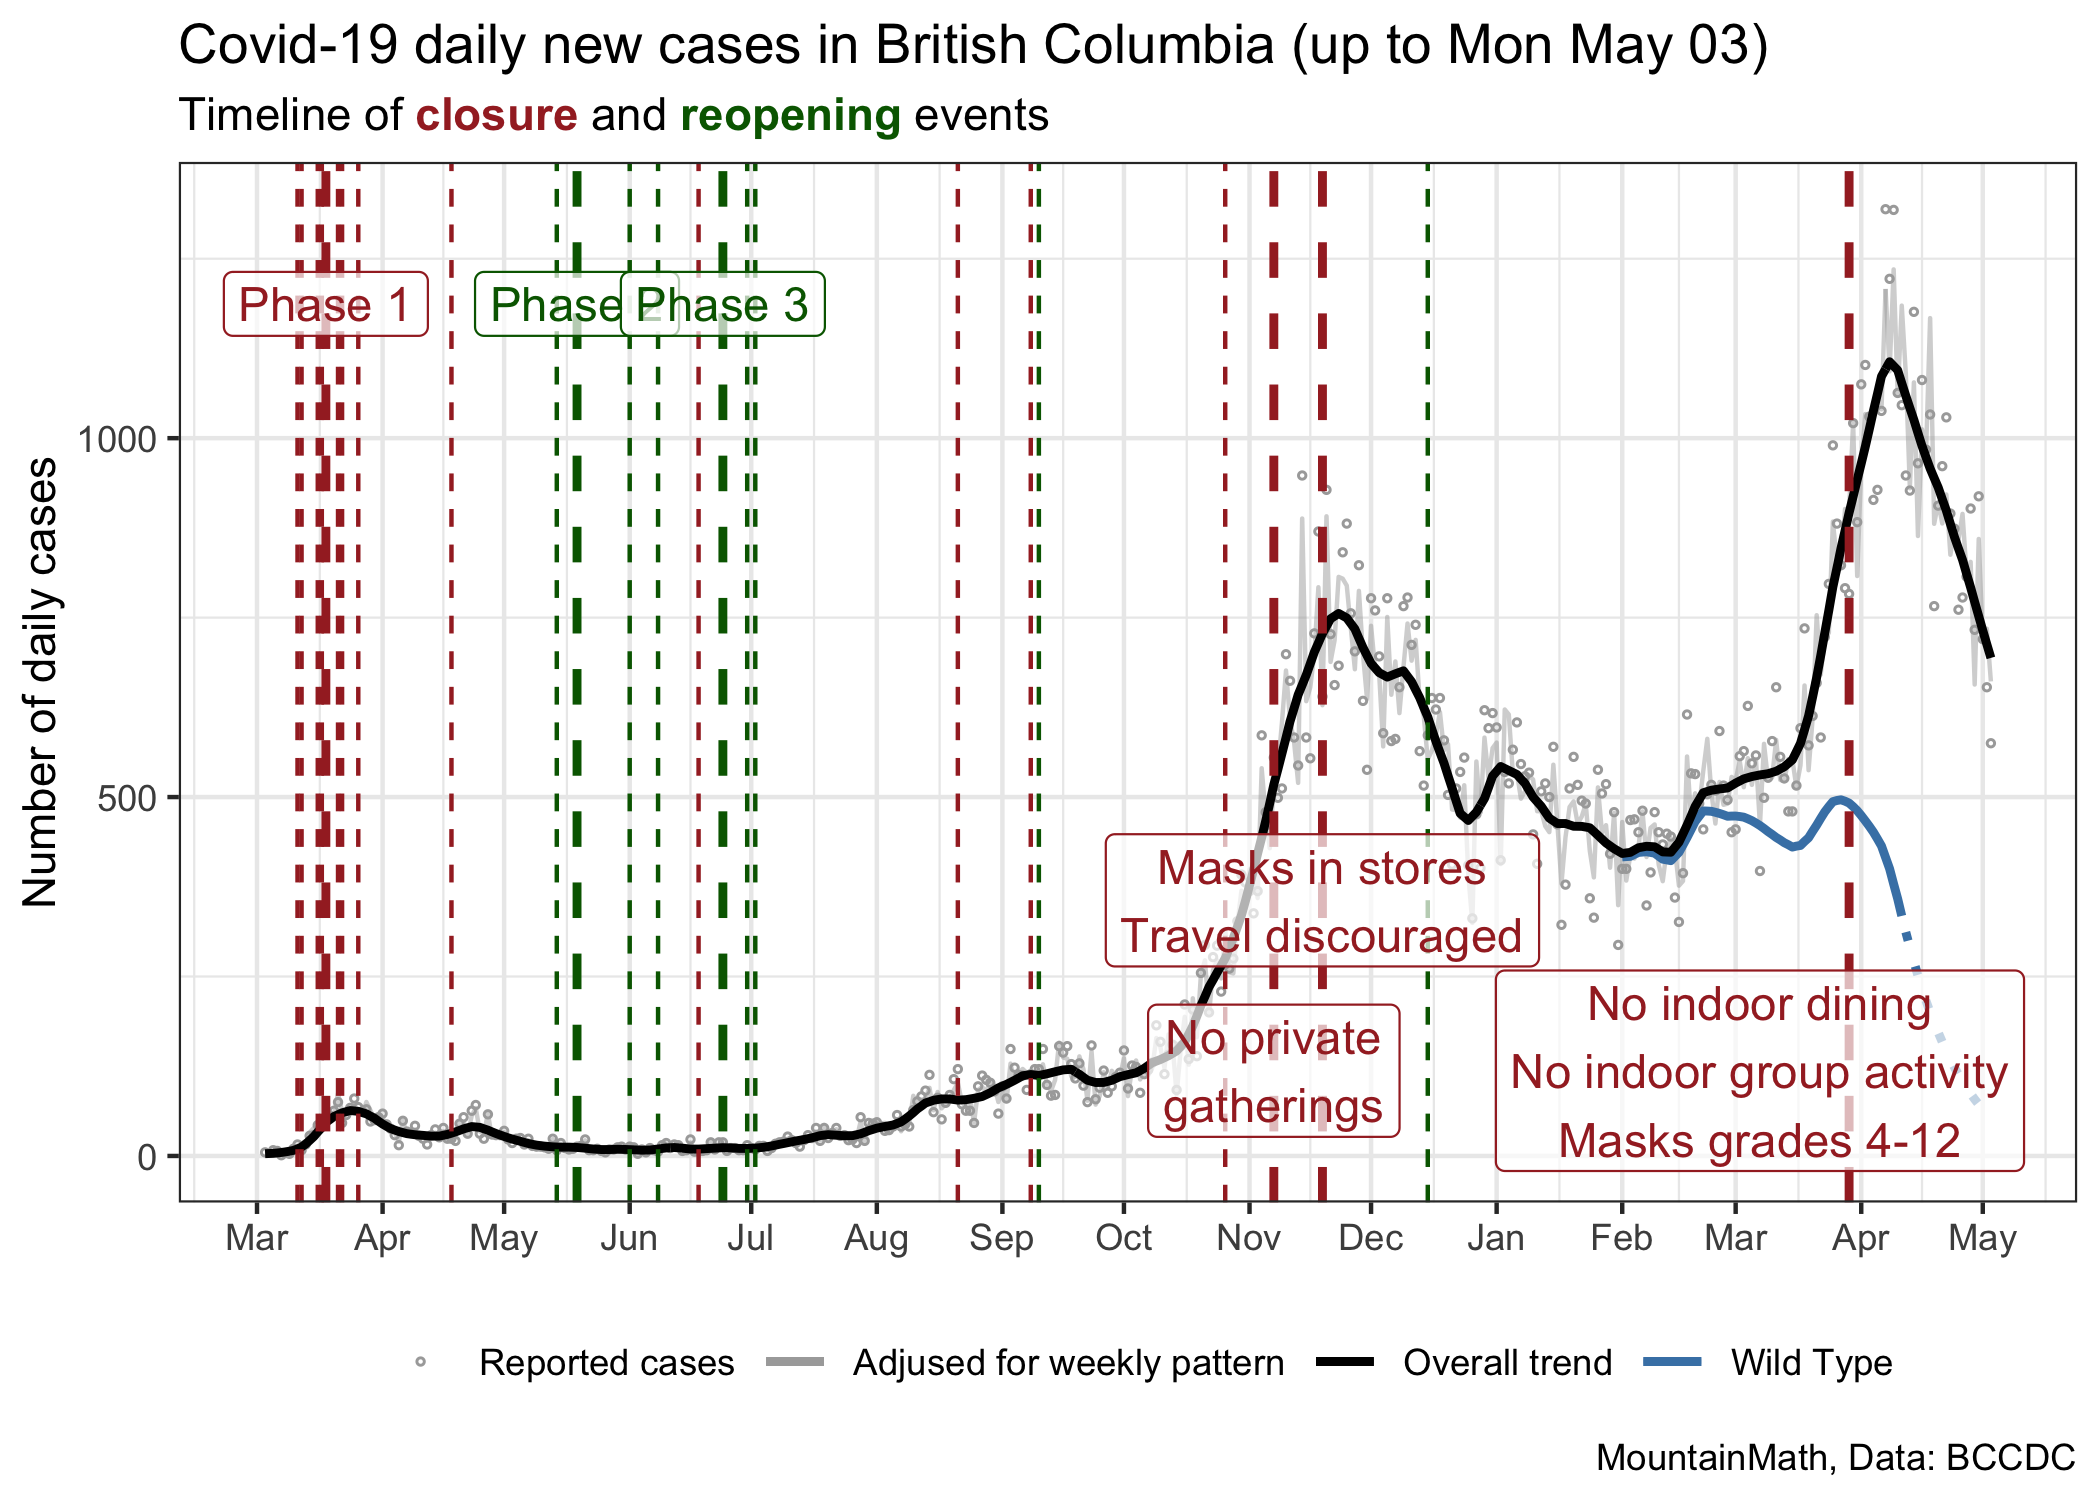 Covid-19 daily new cases in British Columbia (up to Mon May 03)
Timeline of closure and reopening events
Number of daily cases
1000
500
0
Phase 1
Phase
Phase 3
Masks in stores
Travel discouraged
No private
gatherings
No indoor dining
No indoor group activity
Masks grades 4-12
Mar Apr May Jun Jul Aug Sep Oct Nov Dec Jan Feb Mar Apr May
Reported cases Adjused for weekly pattern Overall trend Wild Type
MountainMath, Data: BCCDC